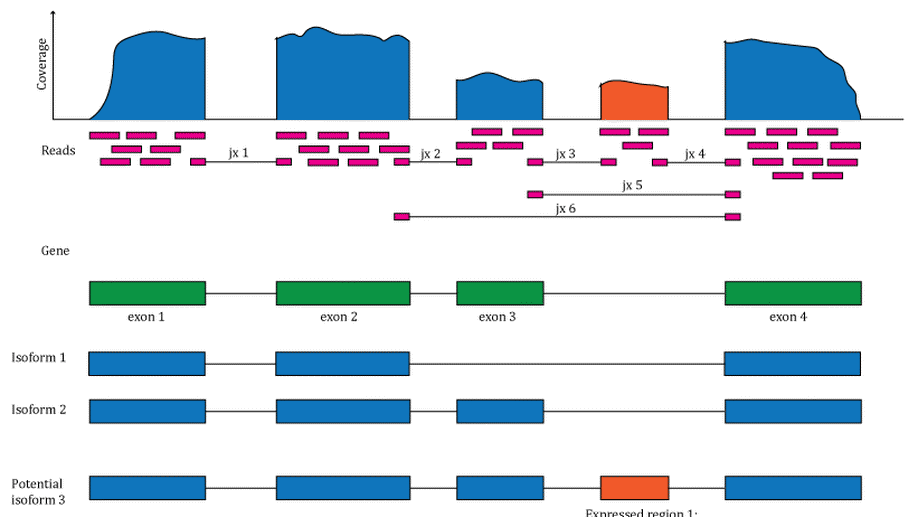 Coverage
Reads
jx 1
jx 2
jx 3
jx 4
jx 5
jx 6
Gene
exon 1
exon 2
exon 3
exon 4
Isoform 1
Isoform 2
Potential
isoform 3
Expressed region 1: